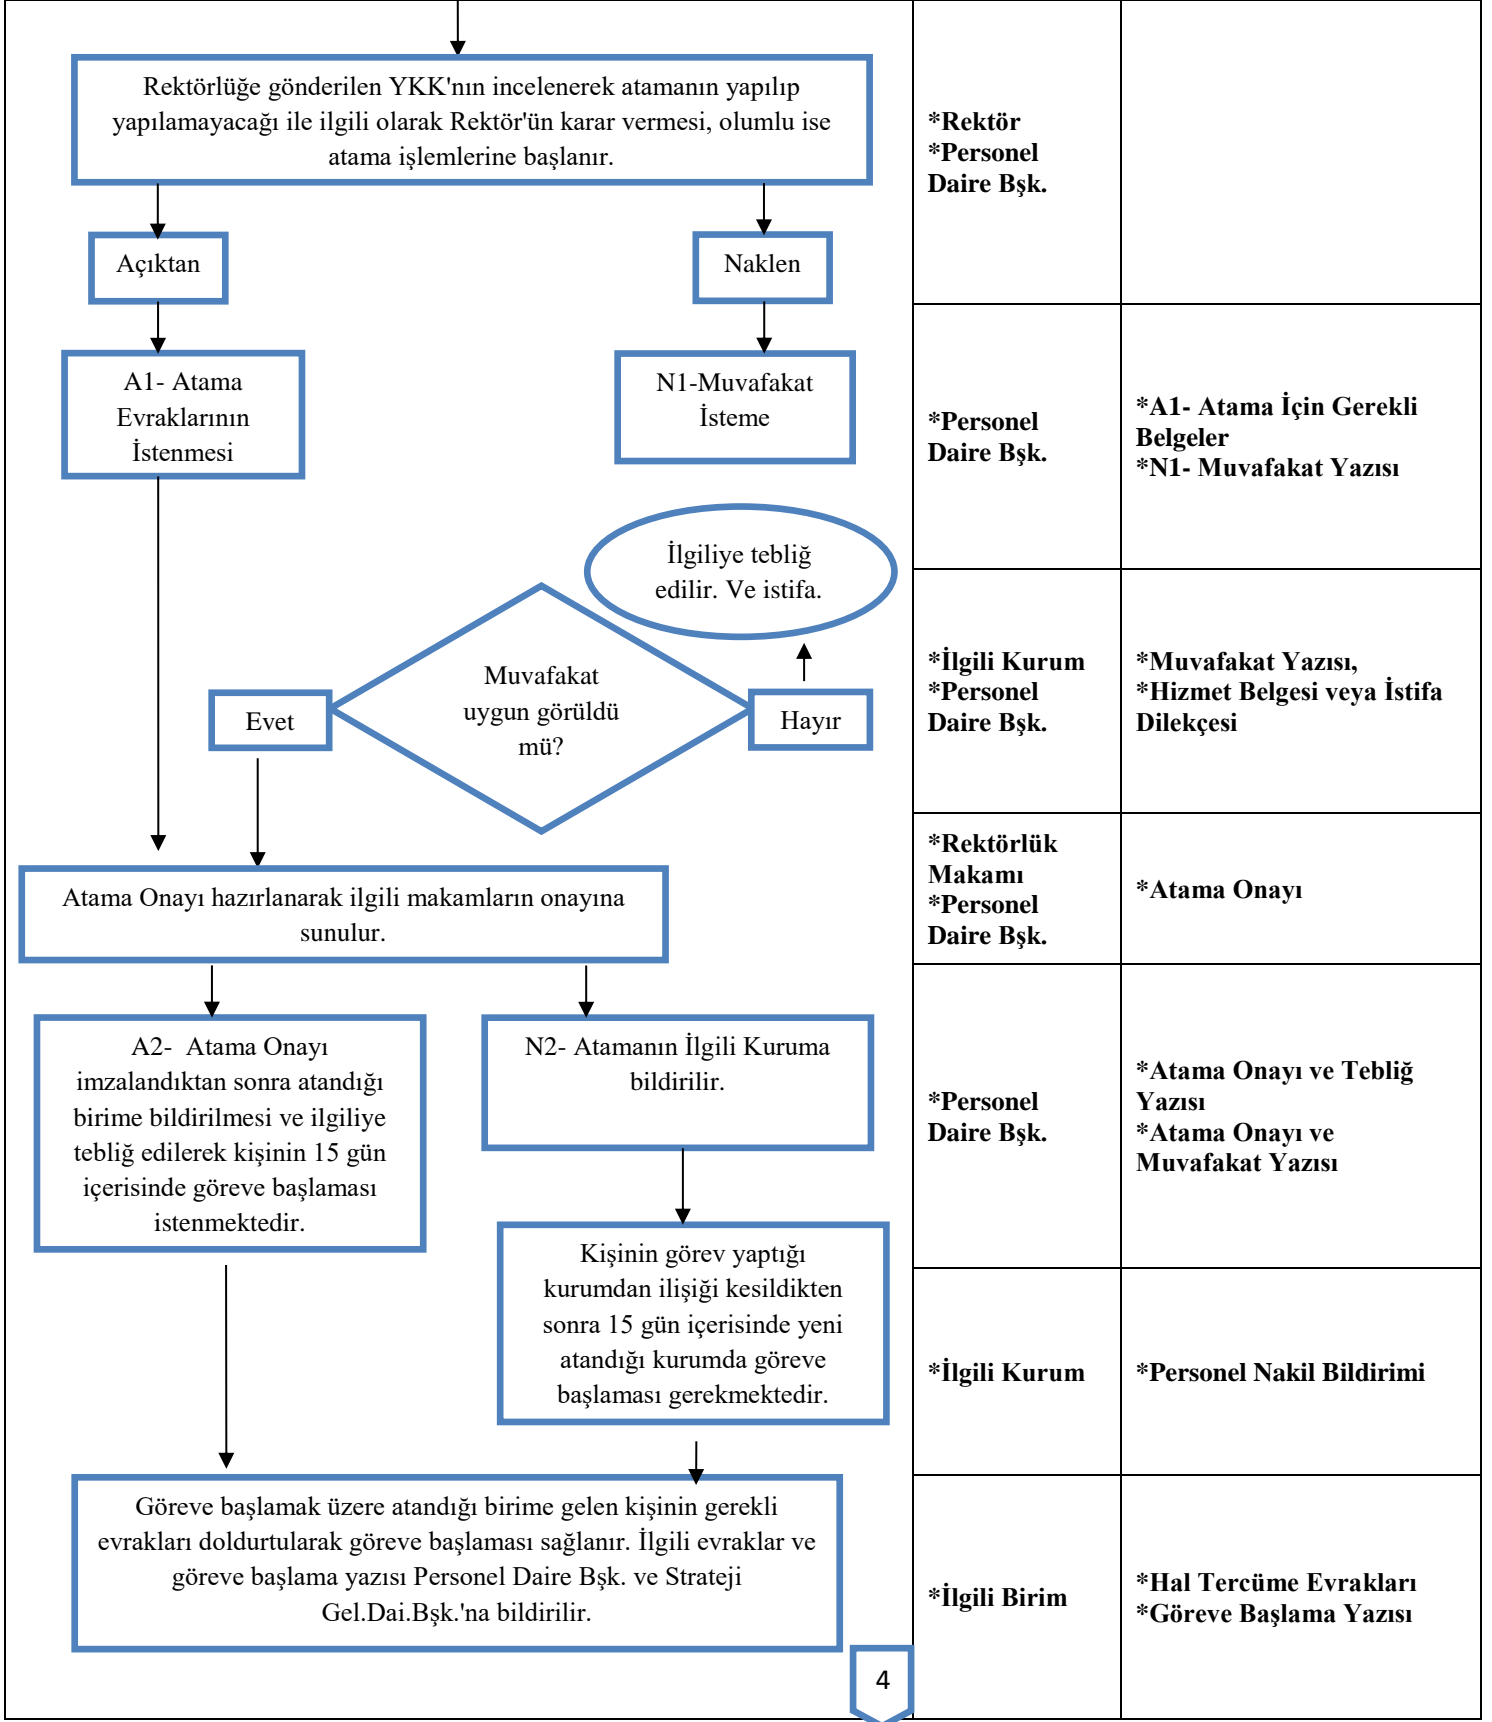 Rektörlüğe gönderilen YKK'nın incelenerek atamanın yapılıp
yapılamayacağı ile ilgili olarak Rektör'ün karar vermesi, olumlu ise
atama işlemlerine başlanır.
*Rektör
*Personel
Daire Bşk.
Açıktan
Naklen
A1- Atama
Evraklarının
İstenmesi
N1-Muvafakat
İsteme
*Personel
Daire Bşk.
*A1- Atama İçin Gerekli
Belgeler
*N1- Muvafakat Yazısı
İlgiliye tebliğ
edilir. Ve istifa.
Muvafakat
uygun görüldü
mü?
Evet
Hayır
*İlgili Kurum
*Personel
Daire Bşk.
*Muvafakat Yazısı,
*Hizmet Belgesi veya İstifa
Dilekçesi
Atama Onayı hazırlanarak ilgili makamların onayına
sunulur.
*Rektörlük
Makamı
*Personel
Daire Bşk.
*Atama Onayı
A2-  Atama Onayı
imzalandıktan sonra atandığı
birime bildirilmesi ve ilgiliye
tebliğ edilerek kişinin 15 gün
içerisinde göreve başlaması
istenmektedir.
N2- Atamanın İlgili Kuruma
bildirilir.
*Personel
Daire Bşk.
*Atama Onayı ve Tebliğ
Yazısı
*Atama Onayı ve
Muvafakat Yazısı
Kişinin görev yaptığı
kurumdan ilişiği kesildikten
sonra 15 gün içerisinde yeni
atandığı kurumda göreve
başlaması gerekmektedir.
*İlgili Kurum
*Personel Nakil Bildirimi
Göreve başlamak üzere atandığı birime gelen kişinin gerekli
evrakları doldurtularak göreve başlaması sağlanır. İlgili evraklar ve
göreve başlama yazısı Personel Daire Bşk. ve Strateji
Gel.Dai.Bşk.'na bildirilir.
*İlgili Birim
*Hal Tercüme Evrakları
*Göreve Başlama Yazısı
4